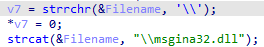 v7 = strrchr(&Filename, '\\');
*v7 = 0;
strcat(&Filename, "\\msgina32.dll");